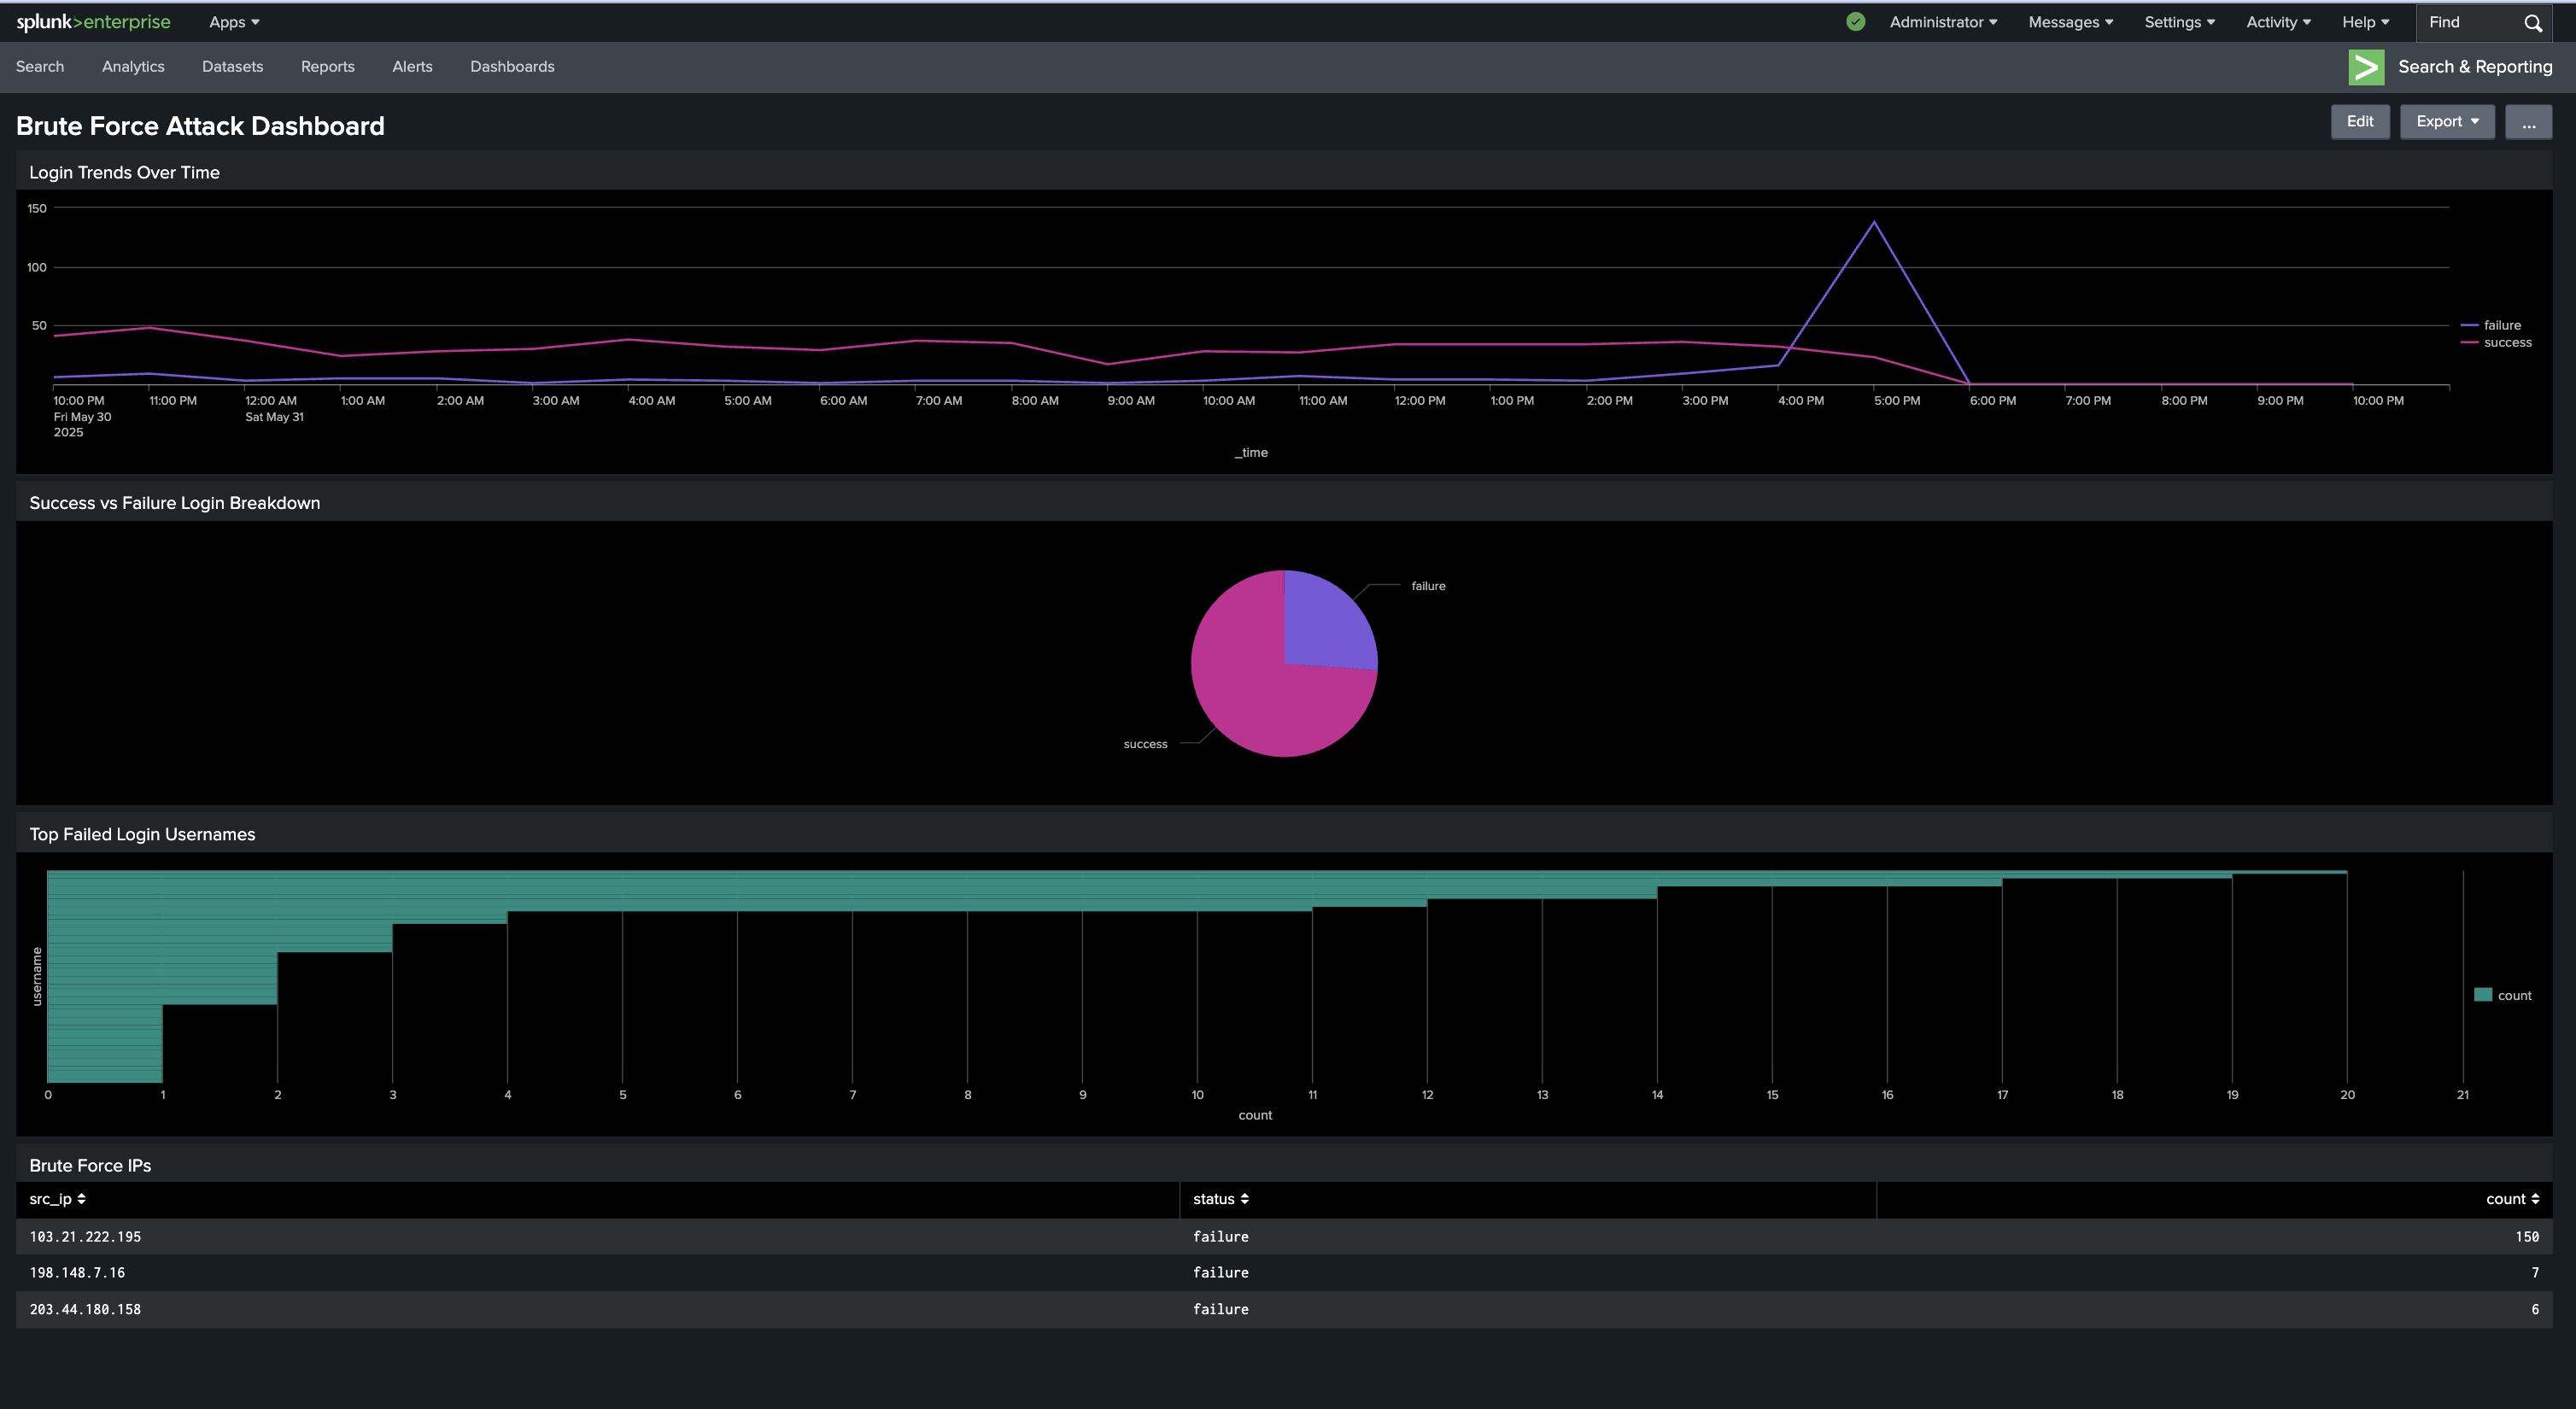 splunk>enterprise Apps Administrator Messages Settings Activity Help Find
Search Analytics Datasets Reports Alerts Dashboards Search & Reporting
Brute Force Attack Dashboard Edit Export ...
Login Trends Over Time
150
100
50
failure
success
10:00 PM 11:00 PM 12:00 AM 1:00 AM 2:00 AM 3:00 AM 4:00 AM 5:00 AM 6:00 AM 7:00 AM 8:00 AM 9:00 AM 10:00 AM 11:00 AM 12:00 PM 1:00 PM 2:00 PM 3:00 PM 4:00 PM 5:00 PM 6:00 PM 7:00 PM 8:00 PM 9:00 PM 10:00 PM
Fri May 30 Sat May 31
2025
_time
Success vs Failure Login Breakdown
failure
success
Top Failed Login Usernames
username
count
0 1 2 3 4 5 6 7 8 9 10 11 12 13 14 15 16 17 18 19 20 21
count
Brute Force IPs
src_ip status count
103.21.222.195 failure 150
198.148.7.16 failure 7
203.44.180.158 failure 6